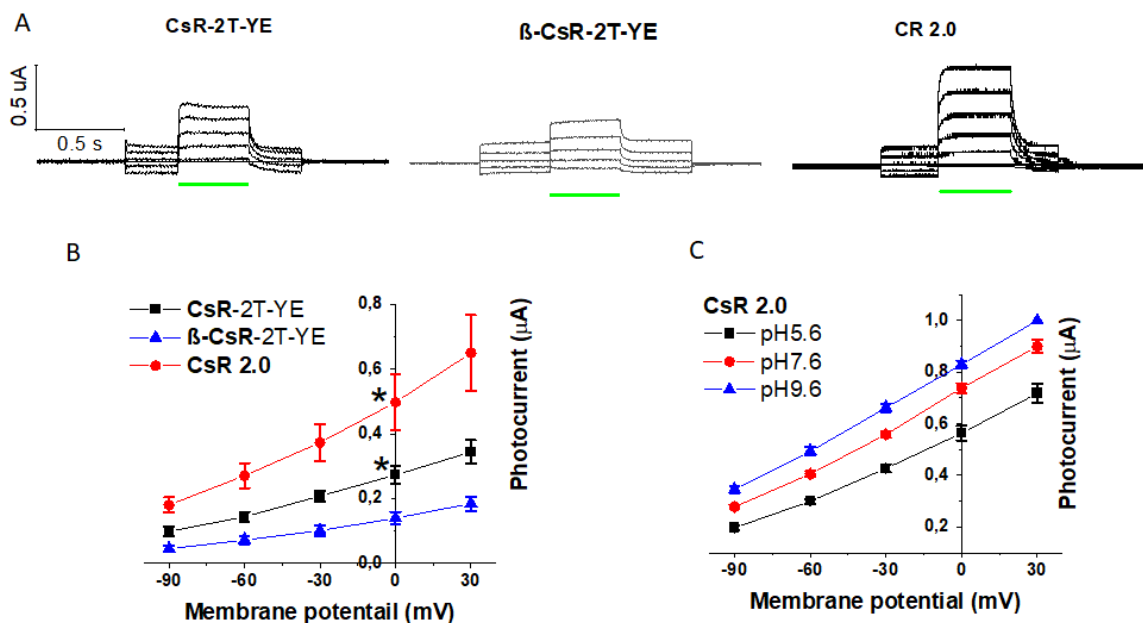 A
CsR-2T-YE
ß-CsR-2T-YE
CR 2.0
0.5 uA
0.5 s
B
CsR-2T-YE
ß-CsR-2T-YE
CsR 2.0
0,8
0,6
0,4
0,2
0,0
*
*
Photocurrent (µA)
-90 -60 -30 0 30
Membrane potentail (mV)
C
CsR 2.0
pH5.6
pH7.6
pH9.6
1,0
0,8
0,6
0,4
0,2
Photocurrent (µA)
-90 -60 -30 0 30
Membrane potential (mV)